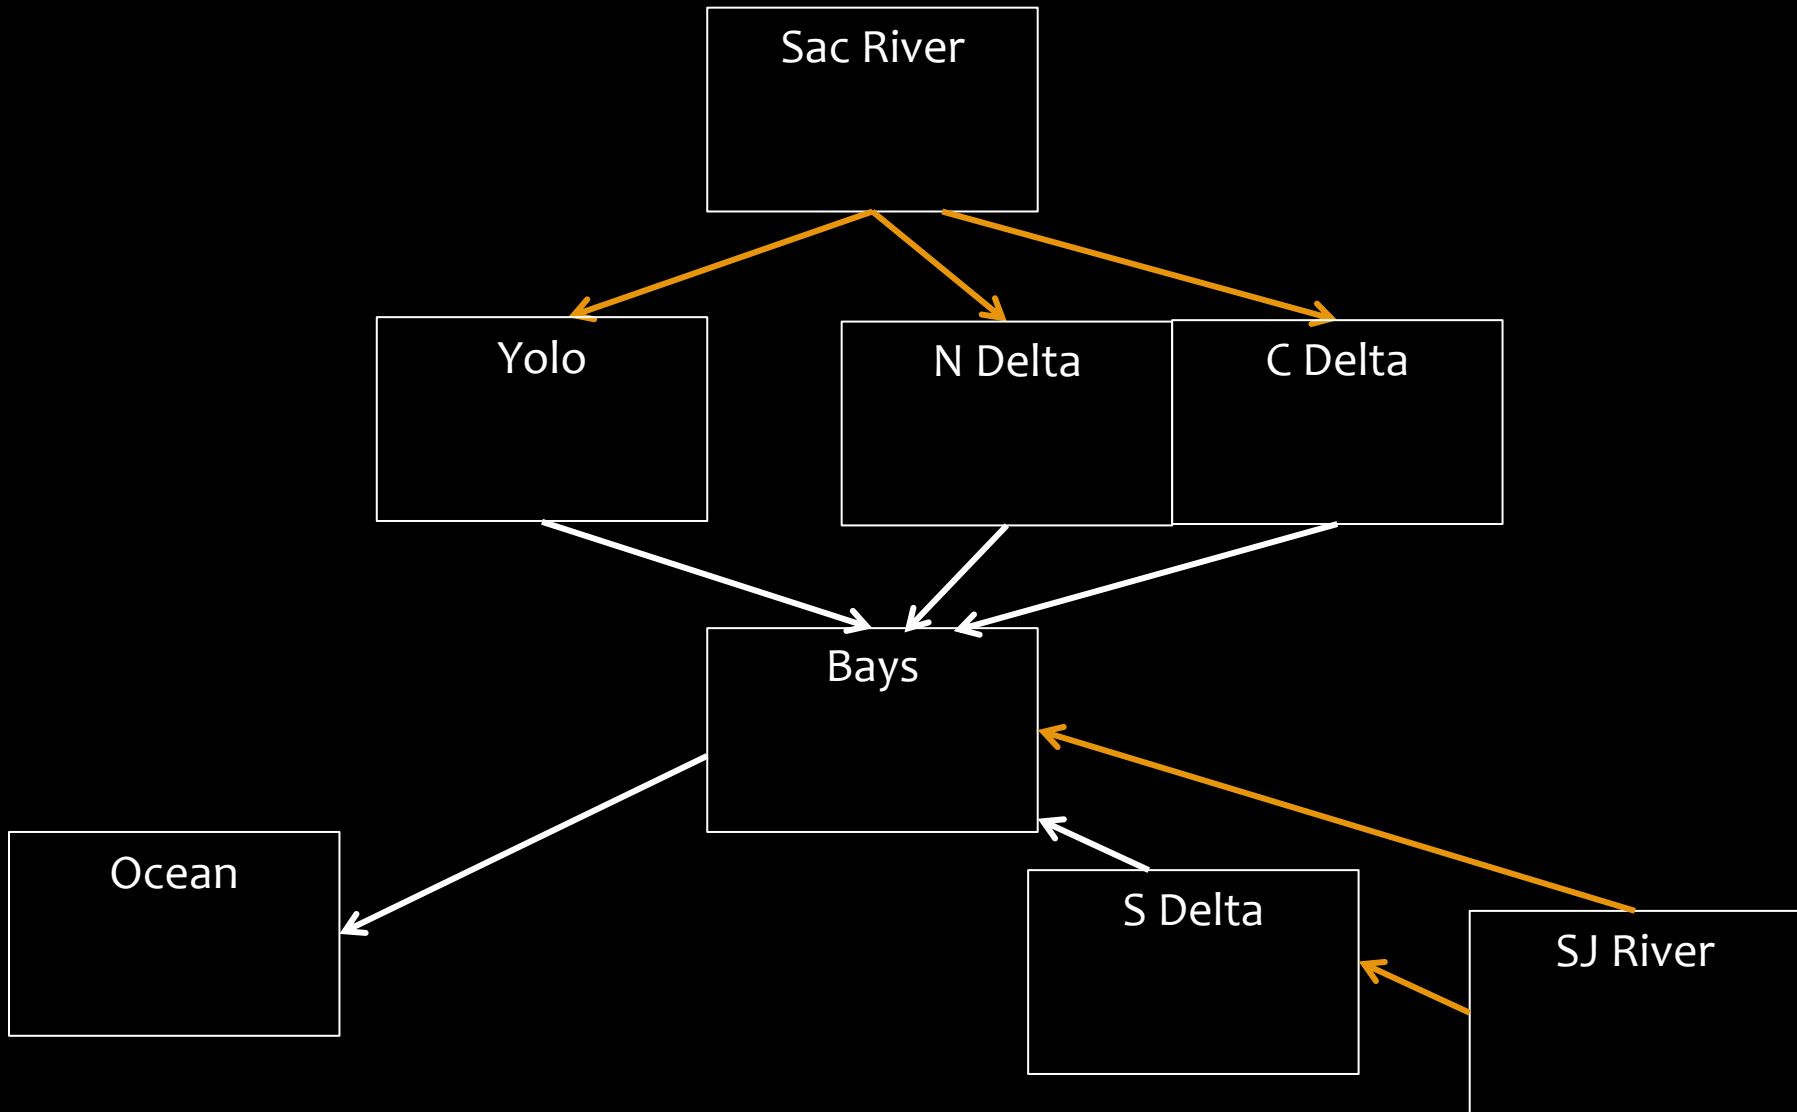 Sac River
Yolo
N Delta
C Delta
Bays
Ocean
S Delta
SJ River